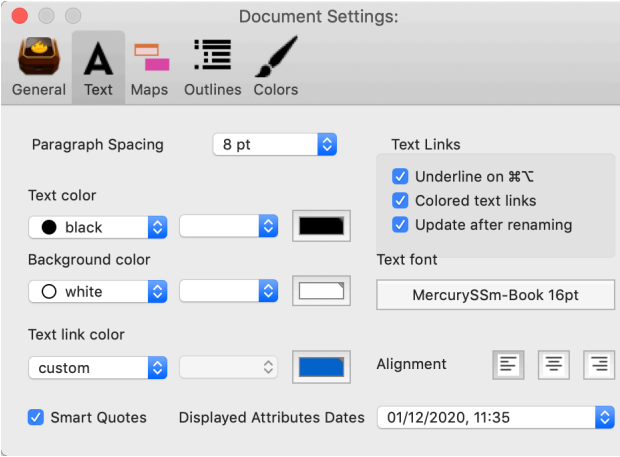 Document Settings:
General Text Maps Outlines Colors
Paragraph Spacing 8 pt
Text Links
Underline on ⌘⌥
Colored text links
Update after renaming
Text color
black
Background color
white
Text font
MercurySSm-Book 16pt
Text link color
custom
Alignment
Smart Quotes
Displayed Attributes Dates 01/12/2020, 11:35